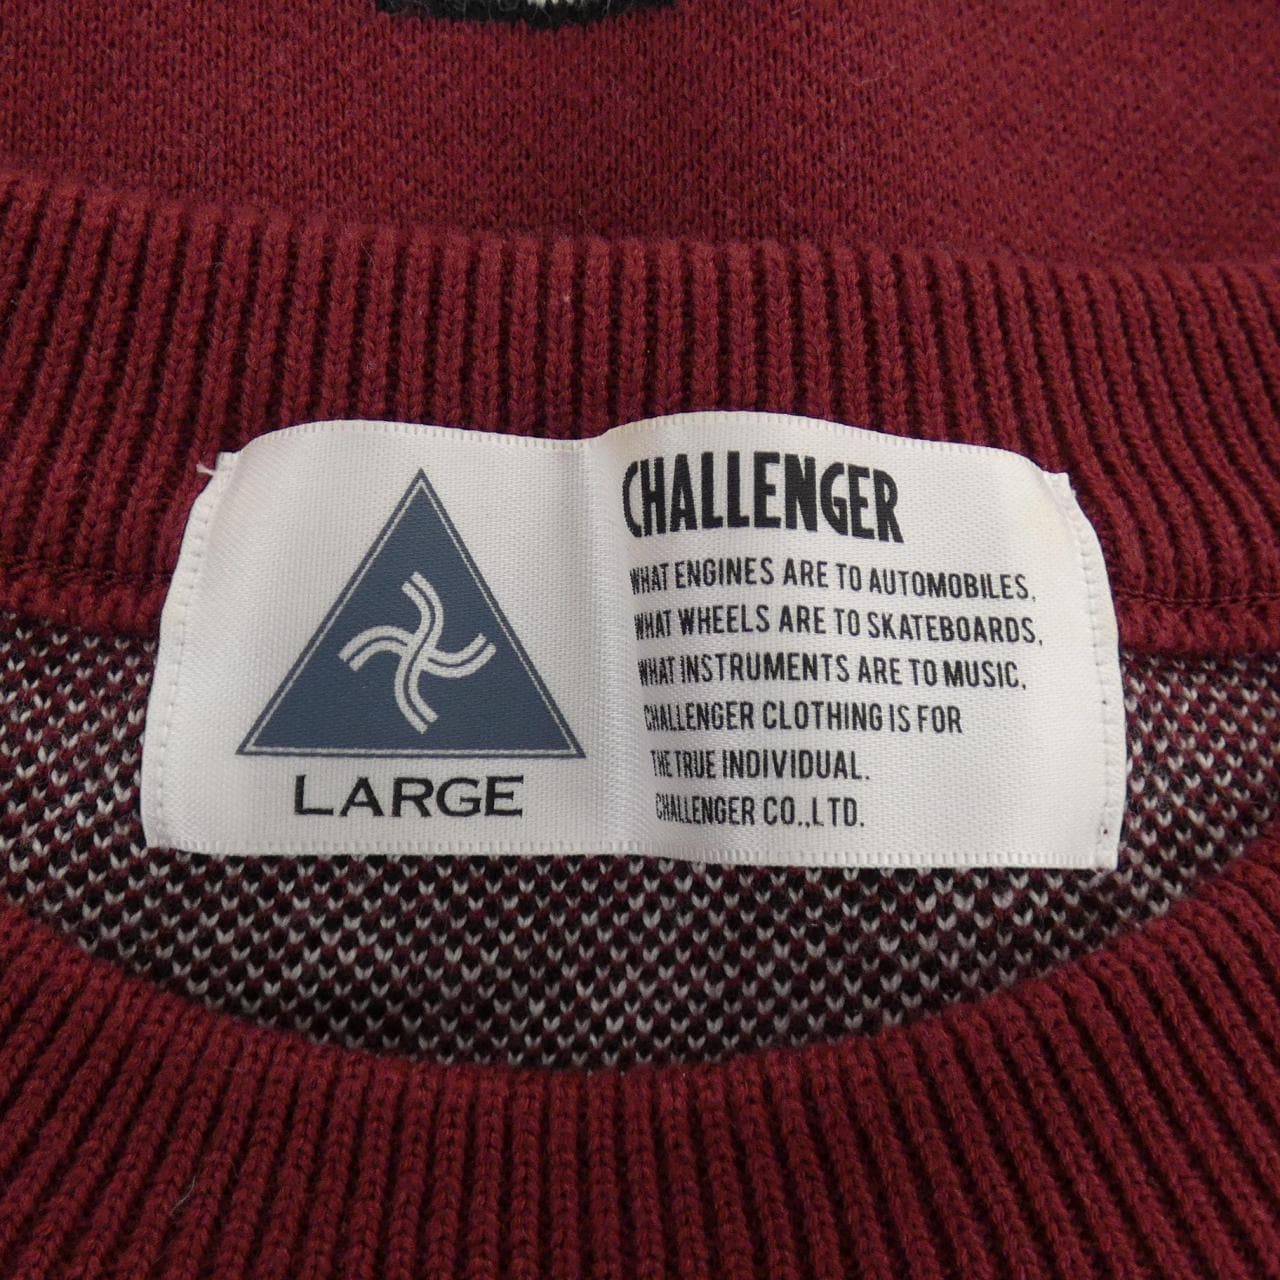 CHALLENGER
WHAT ENGINES ARE TO AUTOMOBILES,
WHAT WHEELS ARE TO SKATEBOARDS,
WHAT INSTRUMENTS ARE TO MUSIC,
CHALLENGER CLOTHING IS FOR
THE TRUE INDIVIDUAL.
CHALLENGER CO.,LTD.
LARGE